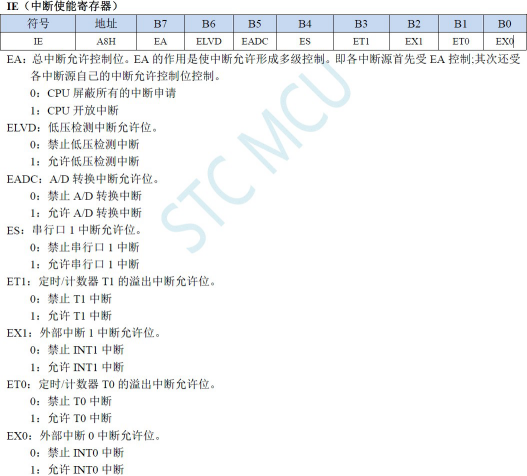 IE（中断使能寄存器）
符号 地址 B7 B6 B5 B4 B3 B2 B1 B0
IE A8H EA ELVD EADC ES ET1 EX1 ET0 EX0
EA：总中断允许控制位。EA 的作用是使中断允许形成多级控制。即各中断源首先受 EA 控制;其次还受
各中断源自己的中断允许控制位控制。
0：CPU 屏蔽所有的中断申请
1：CPU 开放中断
ELVD：低压检测中断允许位。
0：禁止低压检测中断
1：允许低压检测中断
EADC：A/D 转换中断允许位。
0：禁止 A/D 转换中断
1：允许 A/D 转换中断
ES：串行口 1 中断允许位。
0：禁止串行口 1 中断
1：允许串行口 1 中断
ET1：定时/计数器 T1 的溢出中断允许位。
0：禁止 T1 中断
1：允许 T1 中断
EX1：外部中断 1 中断允许位。
0：禁止 INT1 中断
1：允许 INT1 中断
ET0：定时/计数器 T0 的溢出中断允许位。
0：禁止 T0 中断
1：允许 T0 中断
EX0：外部中断 0 中断允许位。
0：禁止 INT0 中断
1：允许 INT0 中断
STC MCU